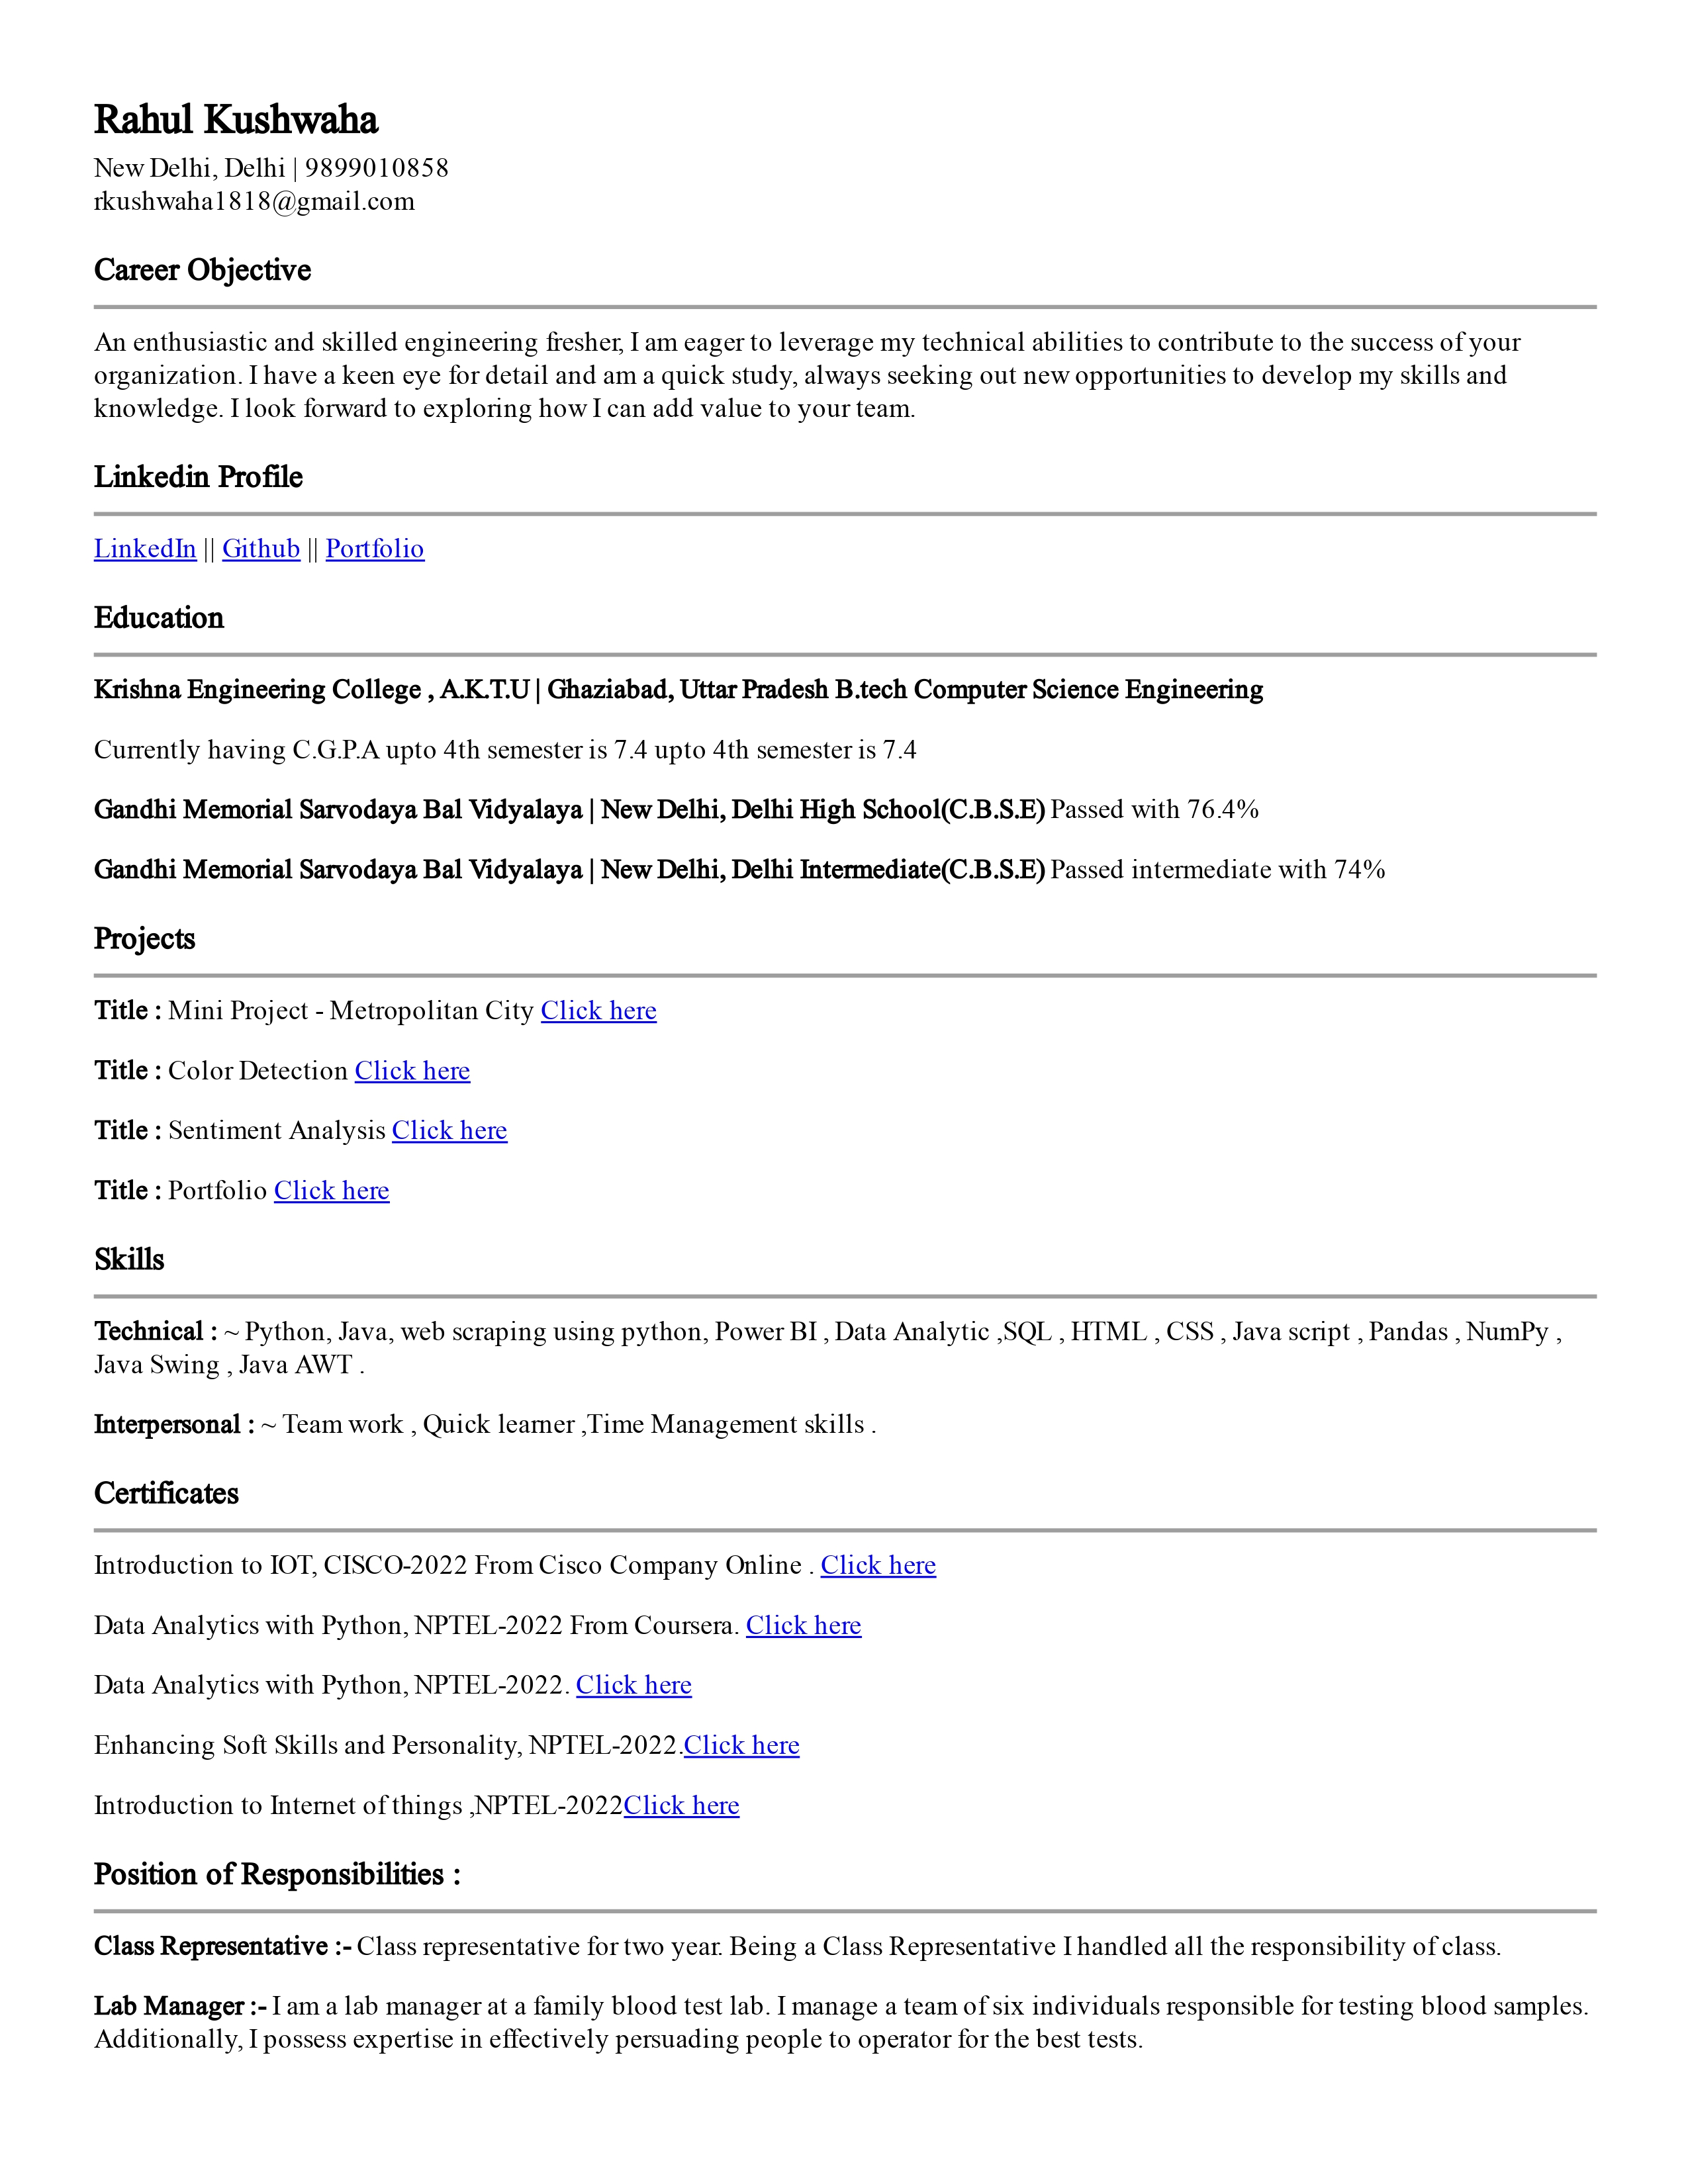 Rahul Kushwaha
New Delhi, Delhi | 9899010858
rkushwaha1818@gmail.com
Career Objective
An enthusiastic and skilled engineering fresher, I am eager to leverage my technical abilities to contribute to the success of your
organization. I have a keen eye for detail and am a quick study, always seeking out new opportunities to develop my skills and
knowledge. I look forward to exploring how I can add value to your team.
Linkedin Profile
LinkedIn || Github || Portfolio
Education
Krishna Engineering College , A.K.T.U | Ghaziabad, Uttar Pradesh B.tech Computer Science Engineering
Currently having C.G.P.A upto 4th semester is 7.4 upto 4th semester is 7.4
Gandhi Memorial Sarvodaya Bal Vidyalaya | New Delhi, Delhi High School(C.B.S.E) Passed with 76.4%
Gandhi Memorial Sarvodaya Bal Vidyalaya | New Delhi, Delhi Intermediate(C.B.S.E) Passed intermediate with 74%
Projects
Title : Mini Project - Metropolitan City Click here
Title : Color Detection Click here
Title : Sentiment Analysis Click here
Title : Portfolio Click here
Skills
Technical : ~ Python, Java, web scraping using python, Power BI , Data Analytic ,SQL , HTML , CSS , Java script , Pandas , NumPy ,
Java Swing , Java AWT .
Interpersonal : ~ Team work , Quick learner ,Time Management skills .
Certificates
Introduction to IOT, CISCO-2022 From Cisco Company Online . Click here
Data Analytics with Python, NPTEL-2022 From Coursera. Click here
Data Analytics with Python, NPTEL-2022. Click here
Enhancing Soft Skills and Personality, NPTEL-2022.Click here
Introduction to Internet of things ,NPTEL-2022Click here
Position of Responsibilities :
Class Representative :- Class representative for two year. Being a Class Representative I handled all the responsibility of class.
Lab Manager :- I am a lab manager at a family blood test lab. I manage a team of six individuals responsible for testing blood samples.
Additionally, I possess expertise in effectively persuading people to operator for the best tests.